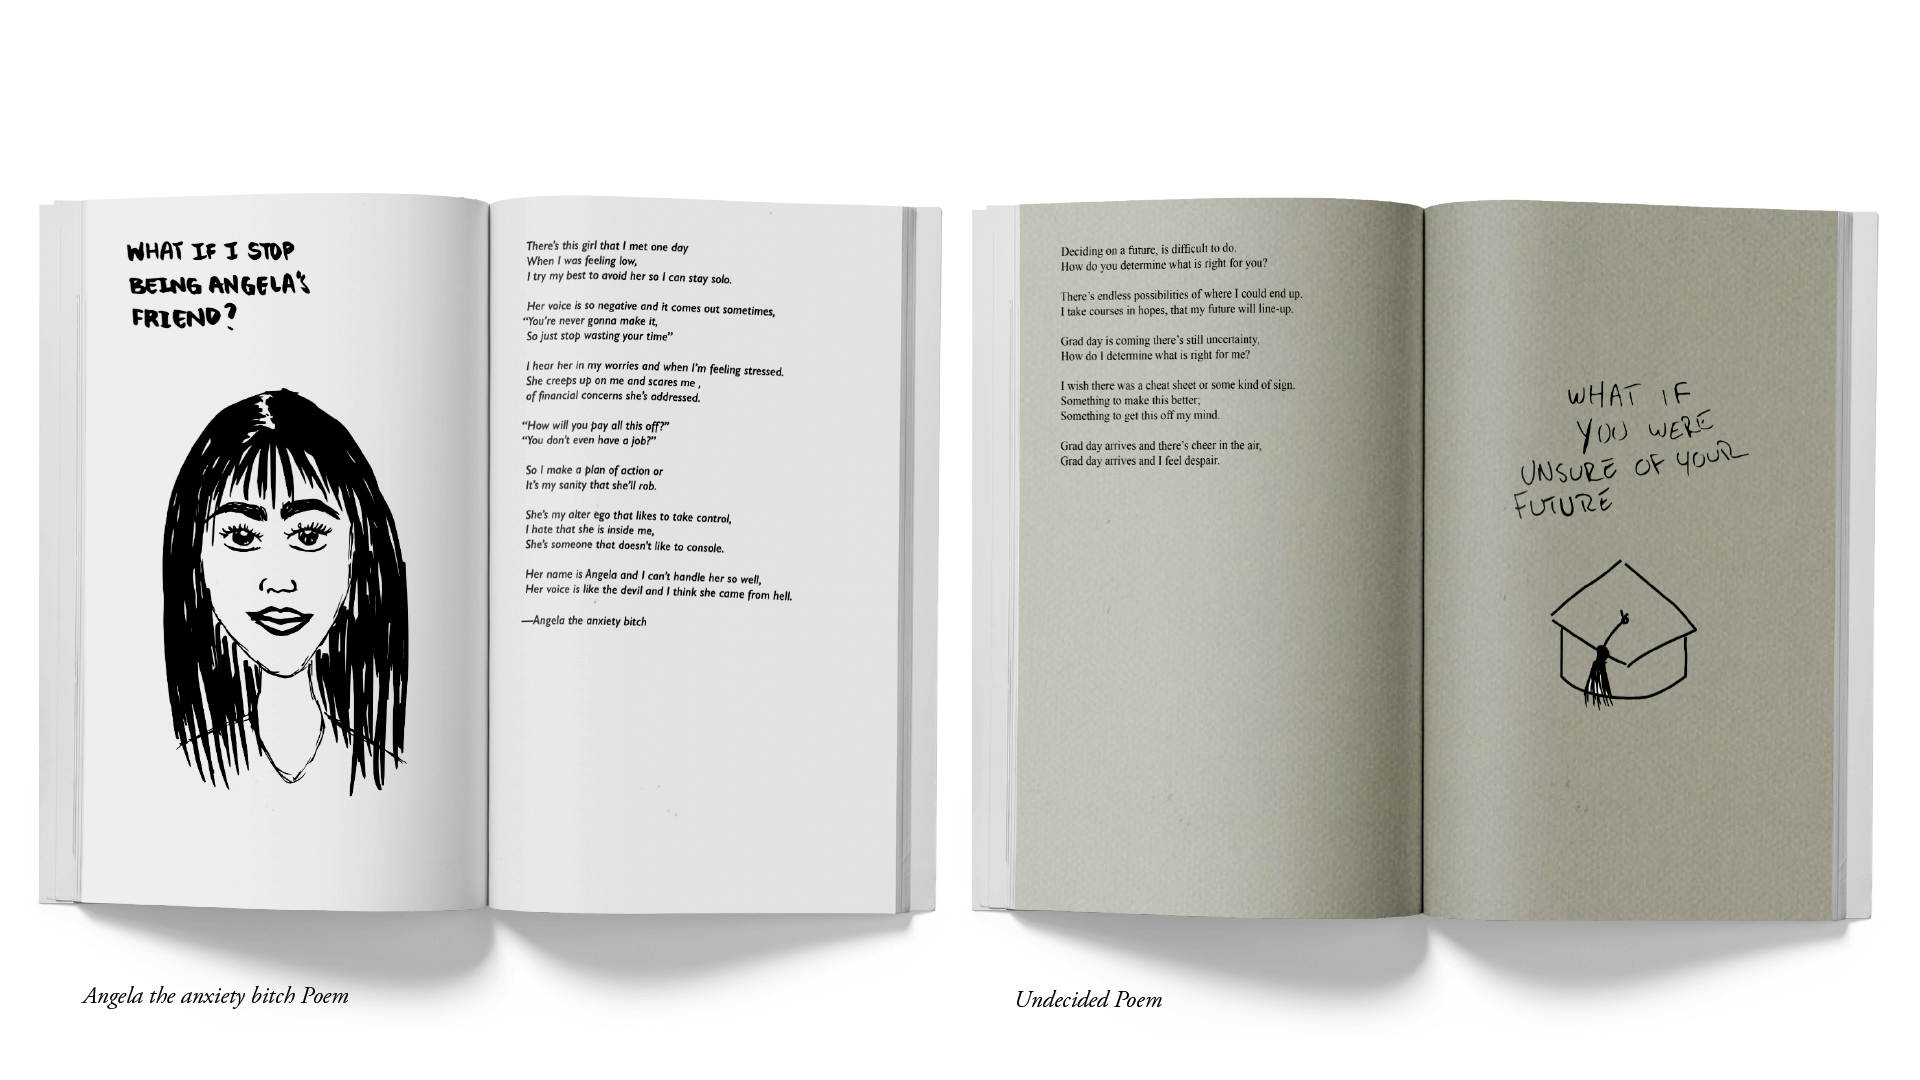 WHAT IF I STOP
BEING ANGELA'S
FRIEND?
There's this girl that I met one day
When I was feeling low,
I try my best to avoid her so I can stay solo.
Her voice is so negative and it comes out sometimes,
“You're never gonna make it,
So just stop wasting your time”
I hear her in my worries and when I'm feeling stressed.
She creeps up on me and scares me ,
of financial concerns she's addressed.
“How will you pay all this off?”
“You don't even have a job?”
So I make a plan of action or
It's my sanity that she'll rob.
She's my alter ego that likes to take control,
I hate that she is inside me,
She's someone that doesn't like to console.
Her name is Angela and I can't handle her so well,
Her voice is like the devil and I think she came from hell.
—Angela the anxiety bitch
Angela the anxiety bitch Poem
Deciding on a future, is difficult to do.
How do you determine what is right for you?
There's endless possibilities of where I could end up.
I take courses in hopes, that my future will line-up.
Grad day is coming there's still uncertainty,
How do I determine what is right for me?
I wish there was a cheat sheet or some kind of sign.
Something to make this better;
Something to get this off my mind.
Grad day arrives and there's cheer in the air,
Grad day arrives and I feel despair.
WHAT IF
YOU WERE
UNSURE OF YOUR
FUTURE
Undecided Poem